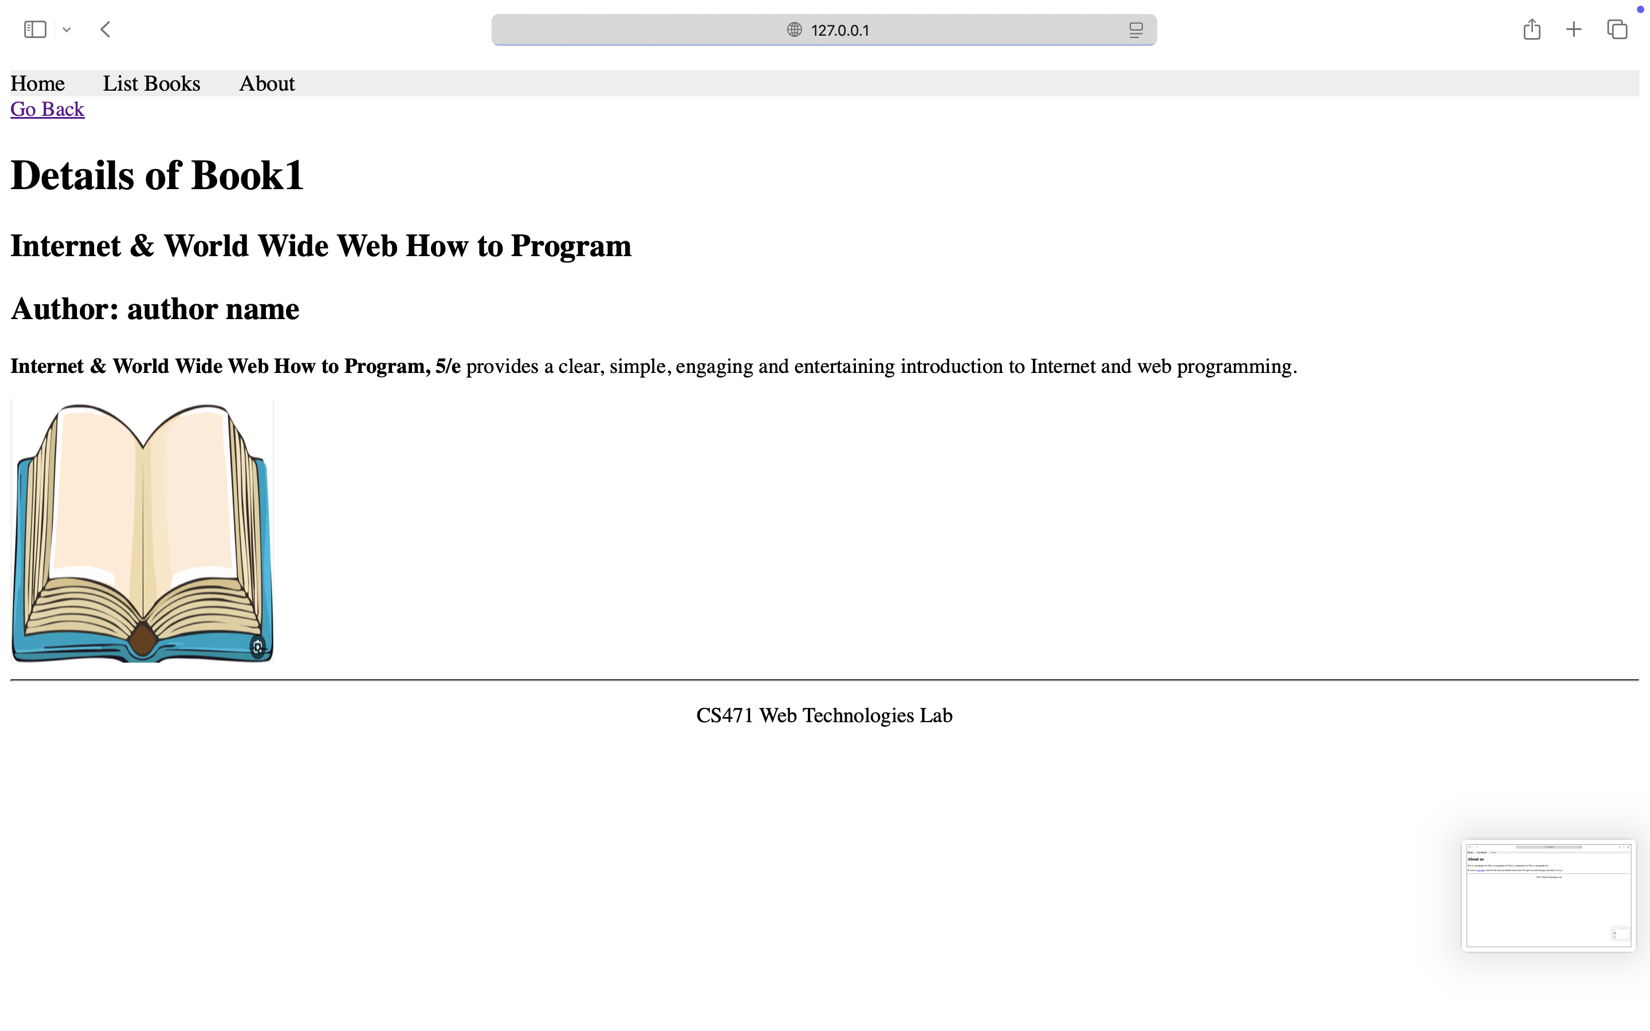 127.0.0.1
Home List Books About
Go Back
Details of Book1
Internet & World Wide Web How to Program
Author: author name
Internet & World Wide Web How to Program, 5/e provides a clear, simple, engaging and entertaining introduction to Internet and web programming.
CS471 Web Technologies Lab
About us